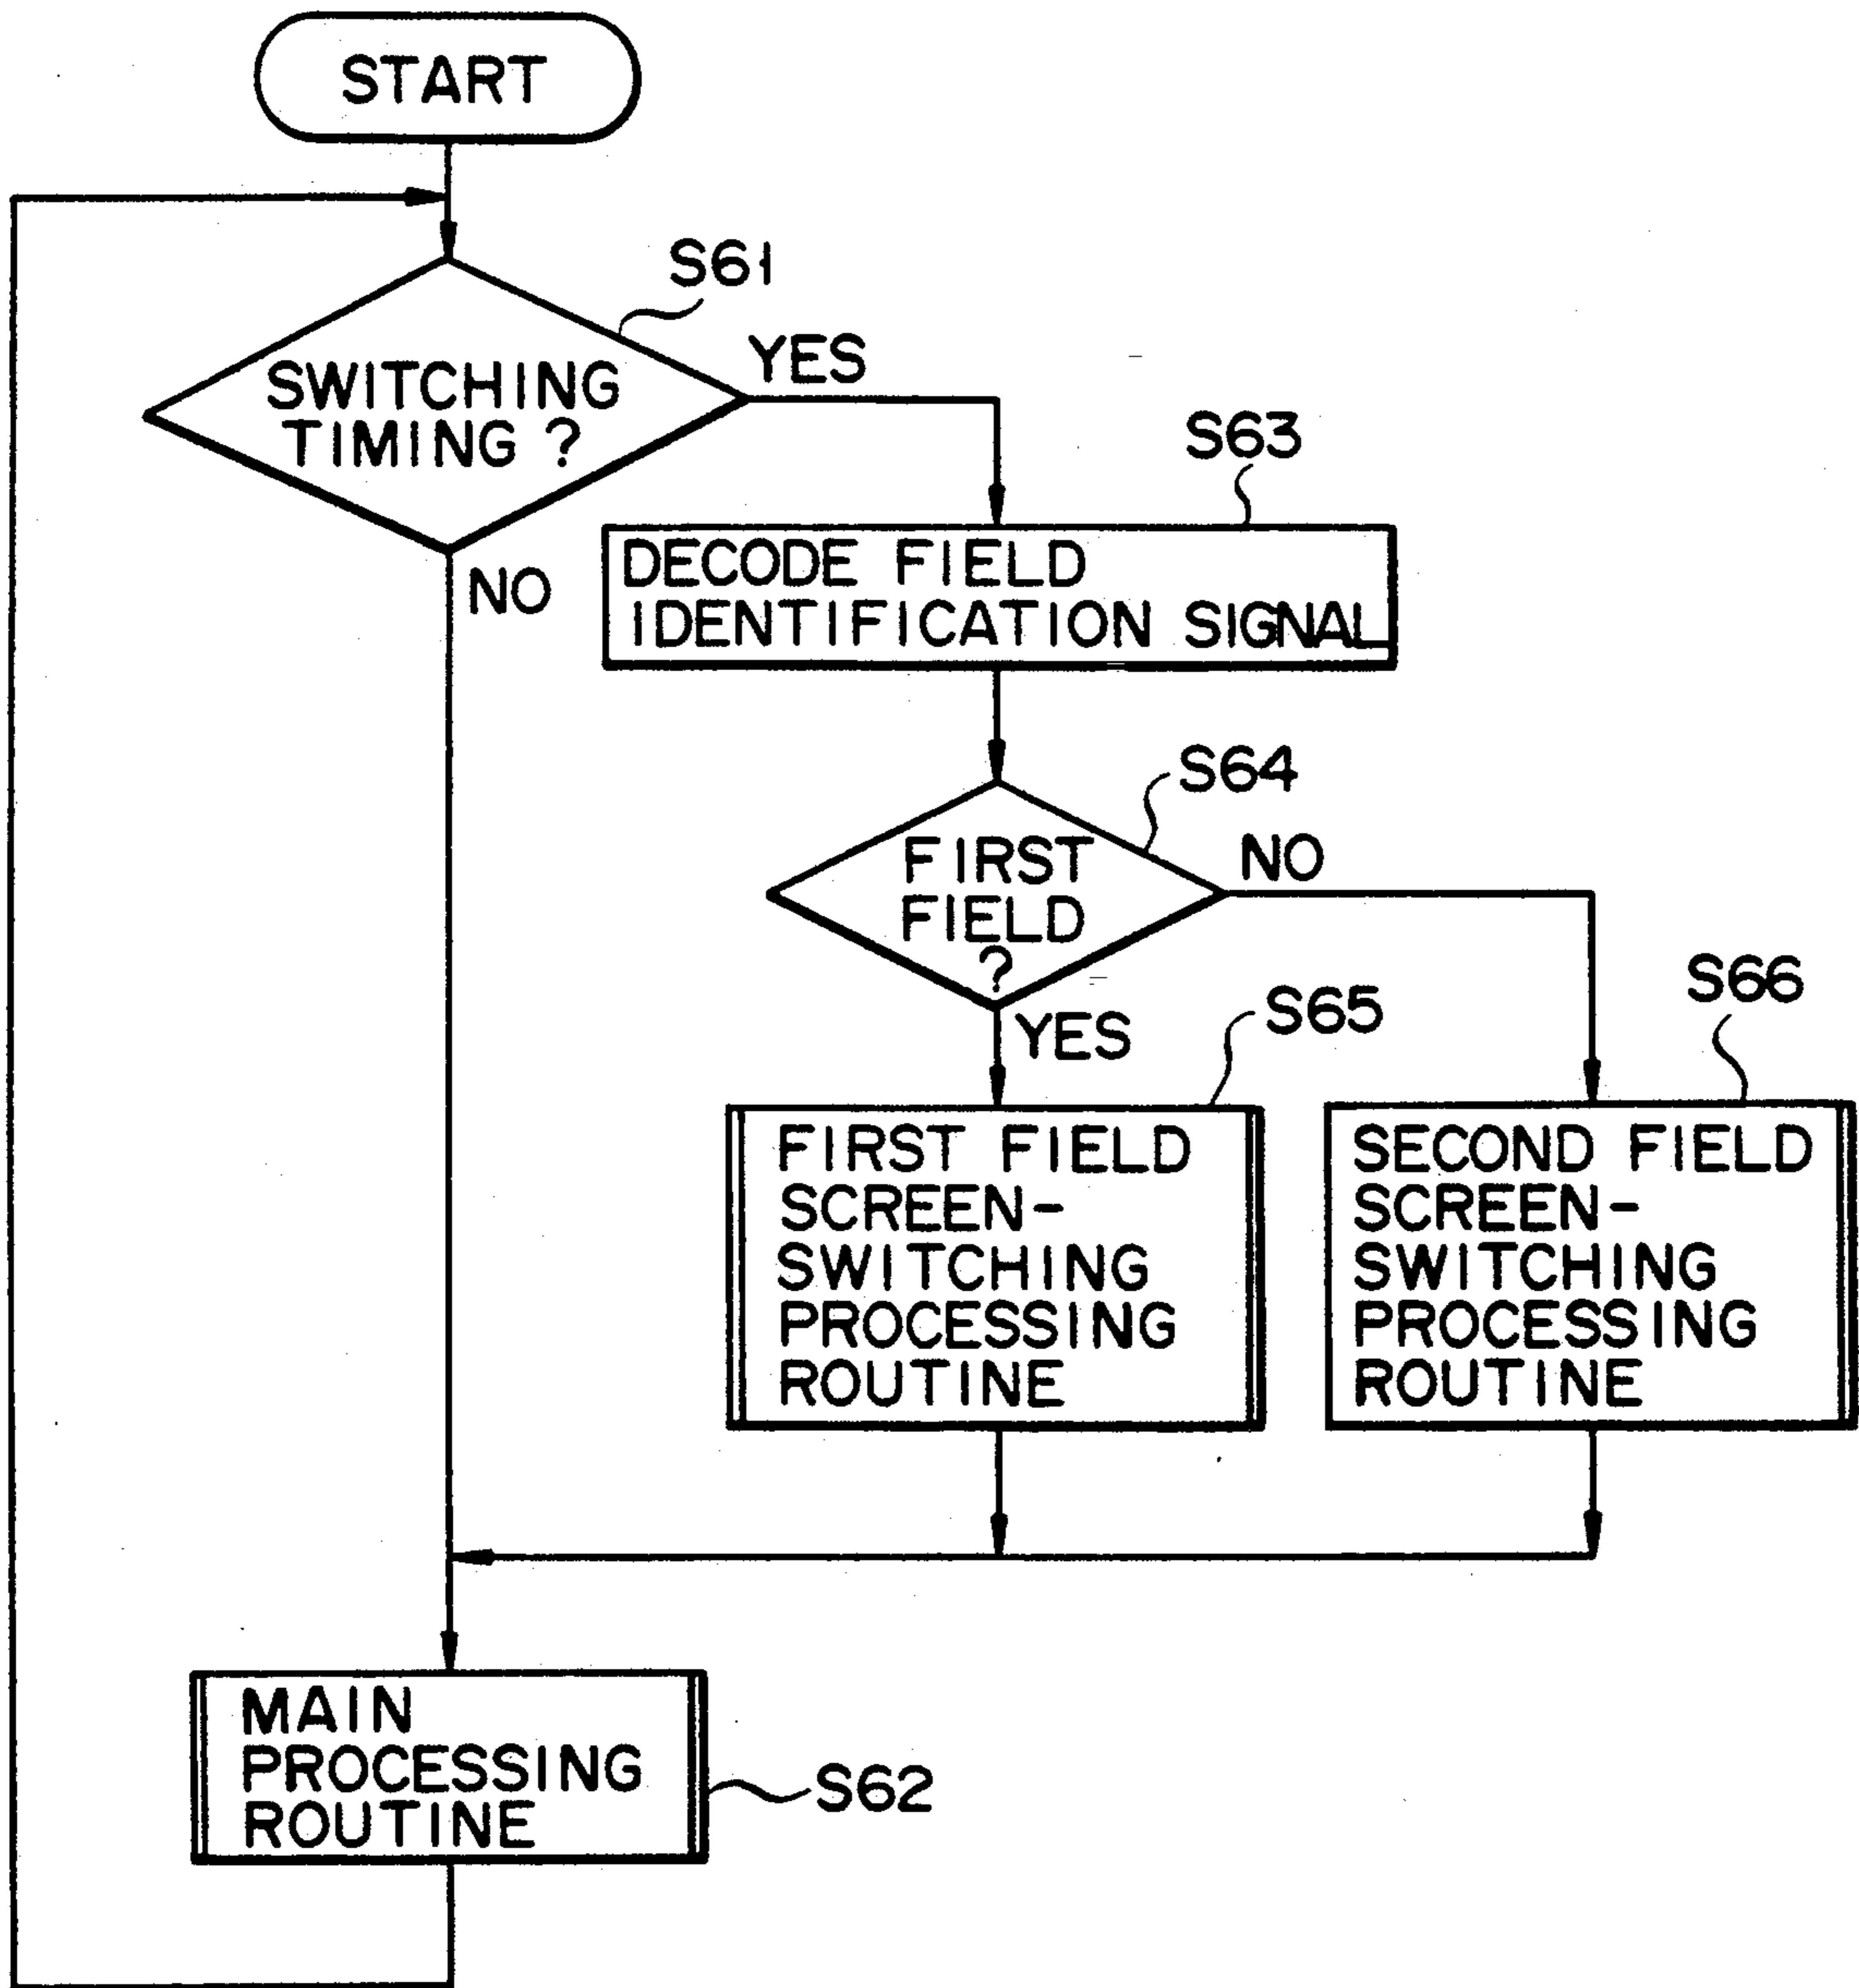 START
S61
SWITCHING
TIMING ?
YES
NO
S63
DECODE FIELD
IDENTIFICATION SIGNAL
S64
FIRST
FIELD
?
NO
YES
S65
FIRST FIELD
SCREEN-
SWITCHING
PROCESSING
ROUTINE
S66
SECOND FIELD
SCREEN-
SWITCHING
PROCESSING
ROUTINE
MAIN
PROCESSING
ROUTINE
S62